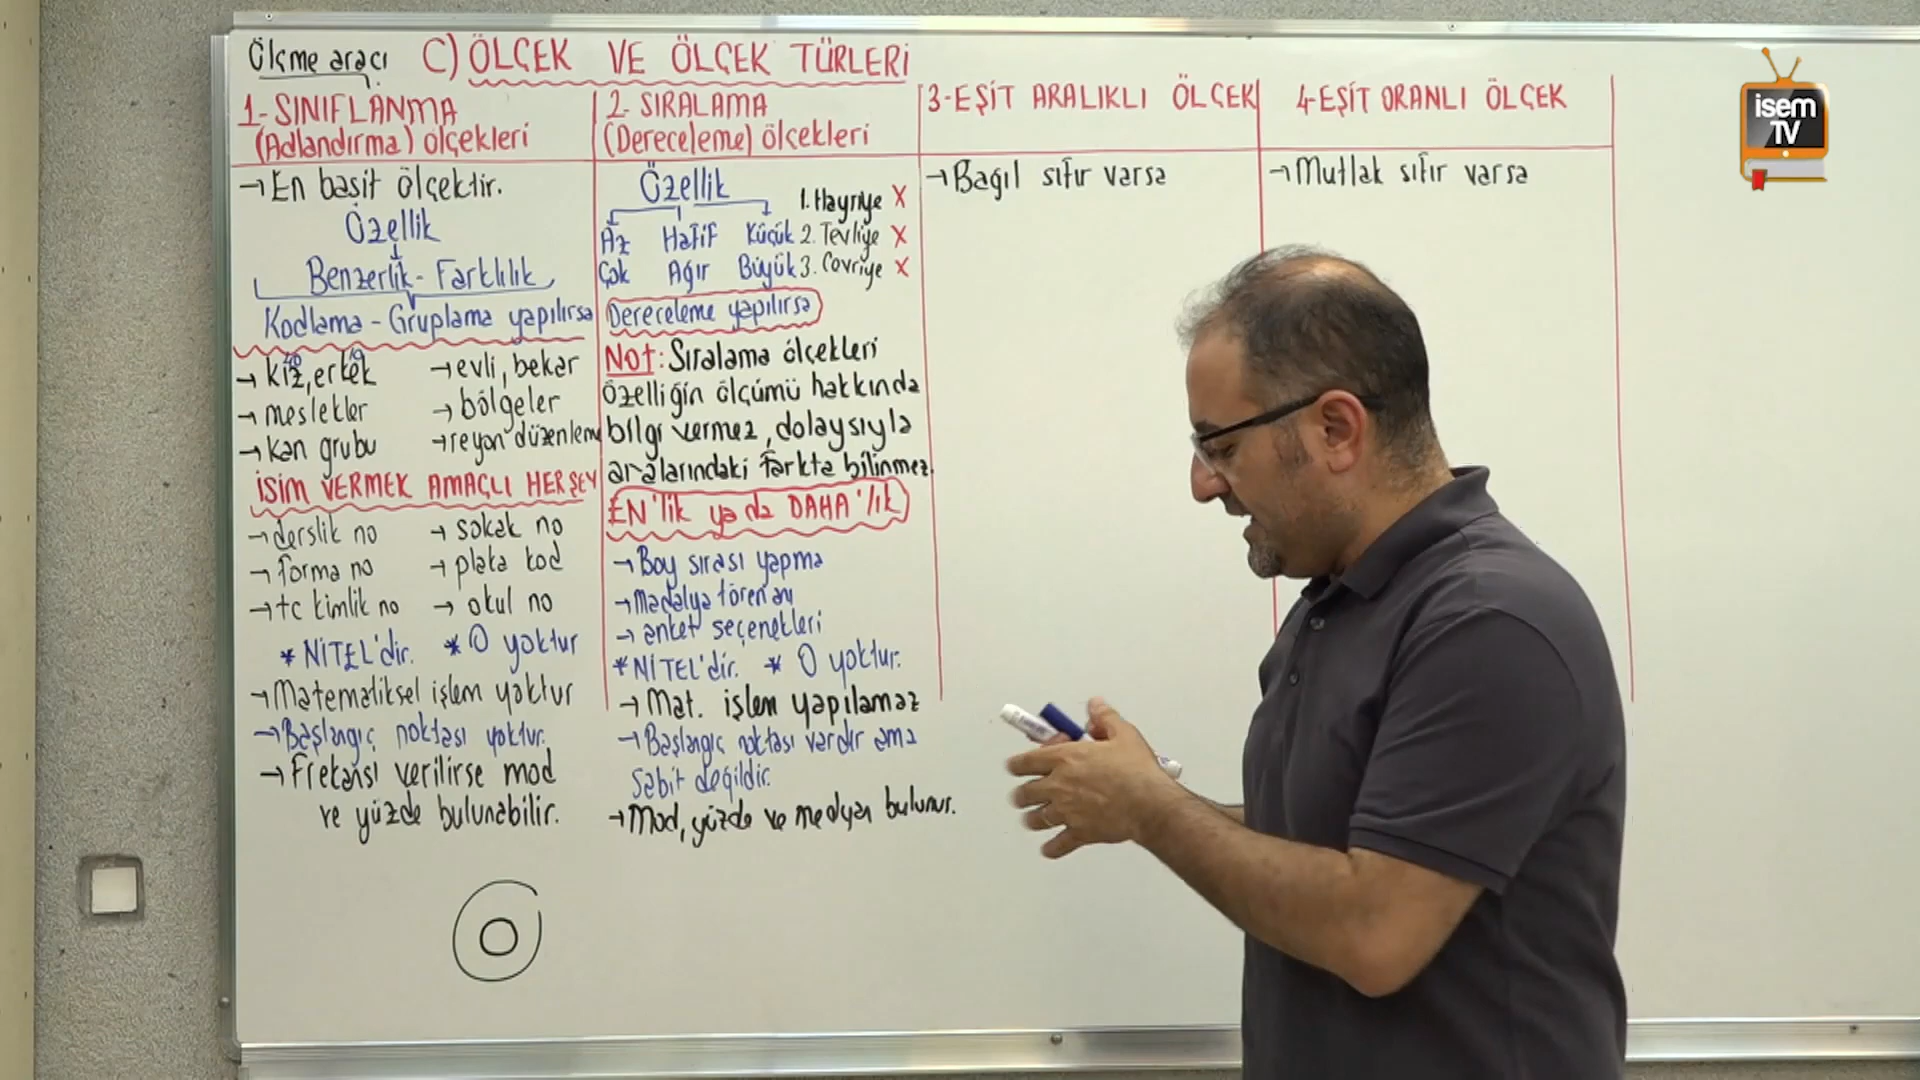 Ölçme aracı C) ÖLÇEK VE ÖLÇEK TÜRLERİ
1- SINIFLANMA
(Adlandırma) ölçekleri
→ En basit ölçektir.
Özellik
Benzerlik - Farklılık
Kodlama - Gruplama yapılırsa
→ kız, erkek → evli, bekar
→ meslekler → bölgeler
→ kan grubu → reyon düzenleme
İSİM VERMEK AMAÇLI HER ŞEY
→ derslik no → sokak no
→ forma no → plaka kod
→ tc kimlik no → okul no
* NİTEL'dir. * 0 yoktur
→ Matematiksel işlem yoktur
→ Başlangıç noktası yoktur.
→ Frekansı verilirse mod
ve yüzde bulunabilir.
2- SIRALAMA
(Dereceleme) ölçekleri
Özellik
Az Hafif Küçük
Çok Ağır Büyük
1. Hayriye X
2. Tevliye X
3. Cavriye X
Dereceleme yapılırsa
Not: Sıralama ölçekleri
özelliğin ölçümü hakkında
bilgi vermez, dolaysıyla
aralarındaki farkta bilinmez.
EN'lik ya da DAHA'lık
→ Boy sırası yapma
→ Madalya töreni
→ anket seçenekleri
* NİTEL'dir. * 0 yoktur.
→ Mat. işlem yapılamaz
→ Başlangıç noktası vardır ama
Sabit değildir.
→ Mod, yüzde ve medyan bulunur.
3- EŞİT ARALIKLI ÖLÇEK
→ Bağıl sıfır varsa
4- EŞİT ORANLI ÖLÇEK
→ Mutlak sıfır varsa
isem
TV